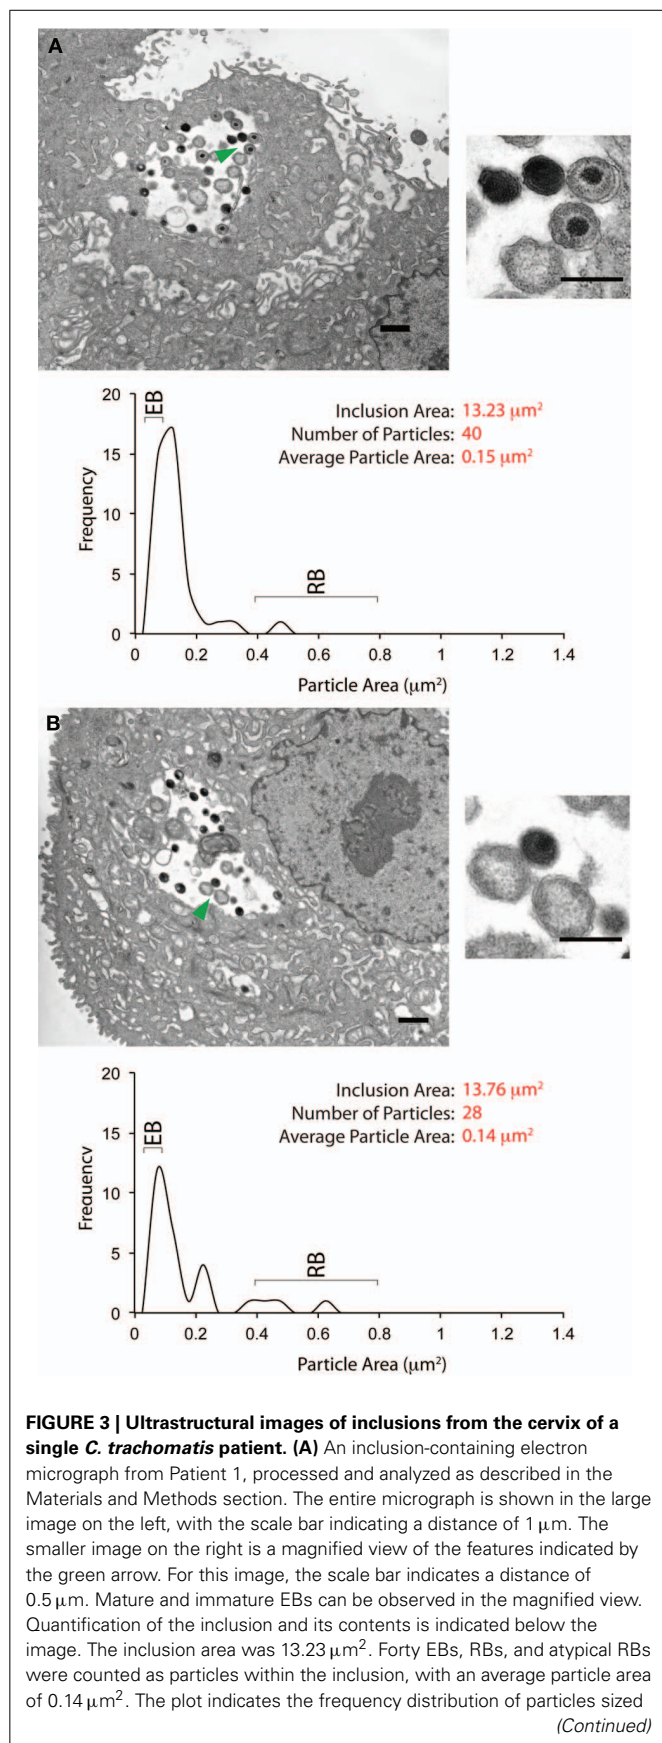 A
20
15
10
5
0
Frequency
EB
Inclusion Area: 13.23 μm²
Number of Particles: 40
Average Particle Area: 0.15 μm²
RB
0 0.2 0.4 0.6 0.8 1 1.2 1.4
Particle Area (μm²)
B
20
15
10
5
0
Frequency
EB
Inclusion Area: 13.76 μm²
Number of Particles: 28
Average Particle Area: 0.14 μm²
RB
0 0.2 0.4 0.6 0.8 1 1.2 1.4
Particle Area (μm²)
FIGURE 3 | Ultrastructural images of inclusions from the cervix of a
single C. trachomatis patient. (A) An inclusion-containing electron
micrograph from Patient 1, processed and analyzed as described in the
Materials and Methods section. The entire micrograph is shown in the large
image on the left, with the scale bar indicating a distance of 1 μm. The
smaller image on the right is a magnified view of the features indicated by
the green arrow. For this image, the scale bar indicates a distance of
0.5 μm. Mature and immature EBs can be observed in the magnified view.
Quantification of the inclusion and its contents is indicated below the
image. The inclusion area was 13.23 μm². Forty EBs, RBs, and atypical RBs
were counted as particles within the inclusion, with an average particle area
of 0.14 μm². The plot indicates the frequency distribution of particles sized
(Continued)